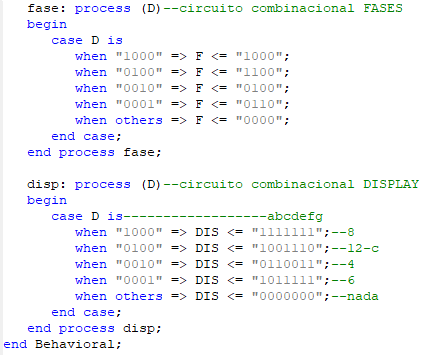 fase: process (D)--circuito combinacional FASES
begin
case D is
when "1000" => F <= "1000";
when "0100" => F <= "1100";
when "0010" => F <= "0100";
when "0001" => F <= "0110";
when others => F <= "0000";
end case;
end process fase;
disp: process (D)--circuito combinacional DISPLAY
begin
case D is------------------abcdefg
when "1000" => DIS <= "1111111";--8
when "0100" => DIS <= "1001110";--12-c
when "0010" => DIS <= "0110011";--4
when "0001" => DIS <= "1011111";--6
when others => DIS <= "0000000";--nada
end case;
end process disp;
end Behavioral;